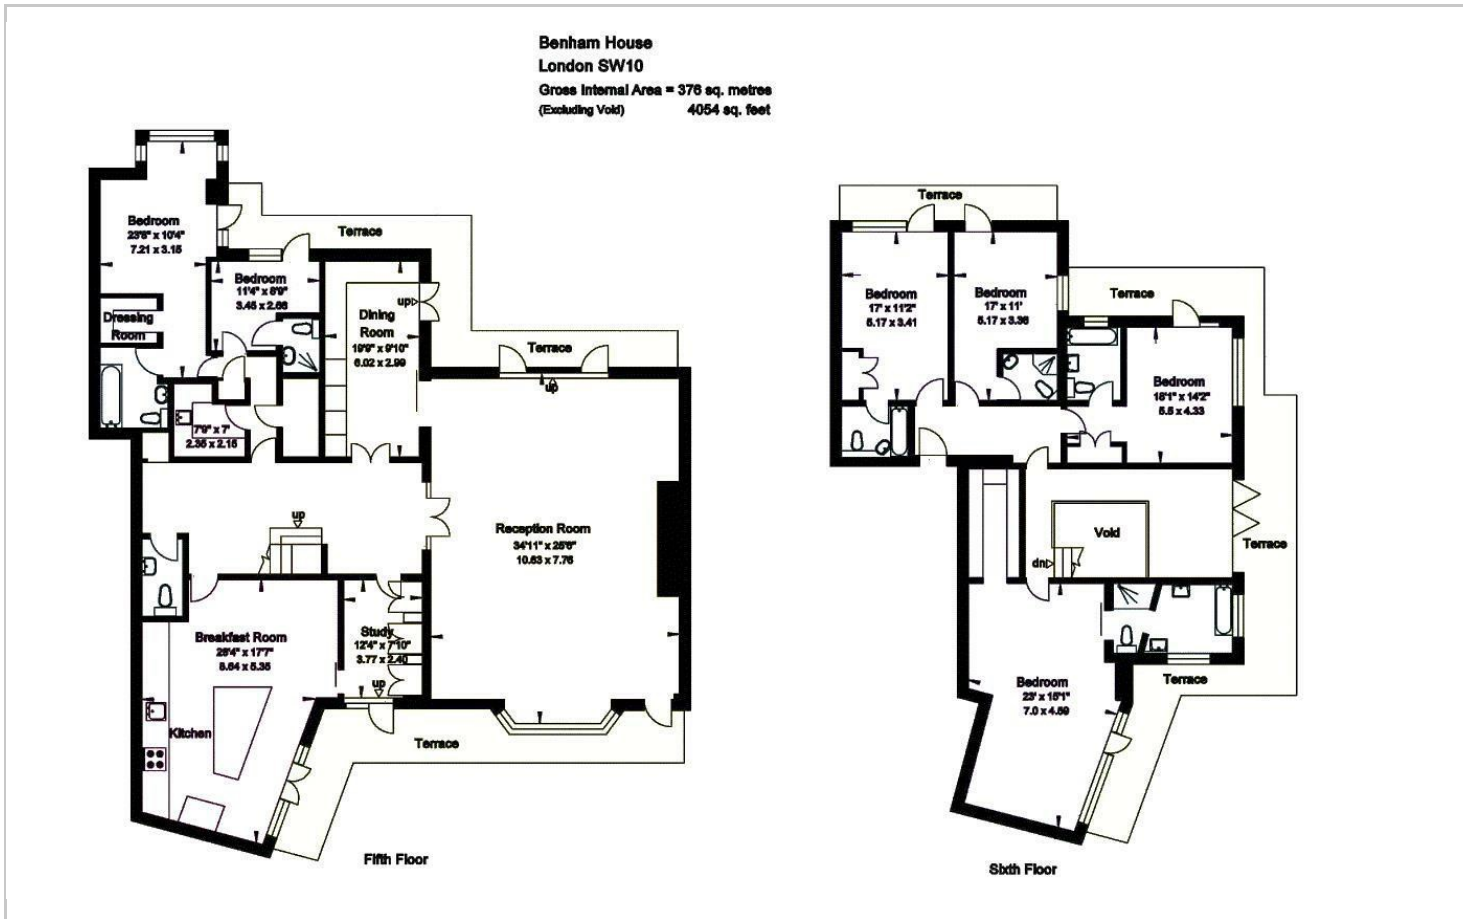 Benham House
London SW10
Gross Internal Area = 376 sq. metres
(Excluding Void) 4054 sq. feet
Bedroom
23'8" x 10'4"
7.21 x 3.15
Terrace
Bedroom
11'4" x 8'9"
3.45 x 2.66
up
Dining
Room
19'9" x 9'10"
6.02 x 2.99
Dressing
Room
Terrace
up
7'9" x 7'
2.35 x 2.15
up
Reception Room
34'11" x 25'6"
10.63 x 7.76
Breakfast Room
28'4" x 17'7"
8.64 x 5.35
Study
12'4" x 7'10"
3.77 x 2.40
up
Kitchen
Terrace
Fifth Floor
Terrace
Bedroom
17' x 11'2"
5.17 x 3.41
Bedroom
17' x 11'
5.17 x 3.36
Terrace
Bedroom
18'1" x 14'2"
5.5 x 4.33
Void
dn
Terrace
Bedroom
23' x 15'1"
7.0 x 4.59
Terrace
Sixth Floor